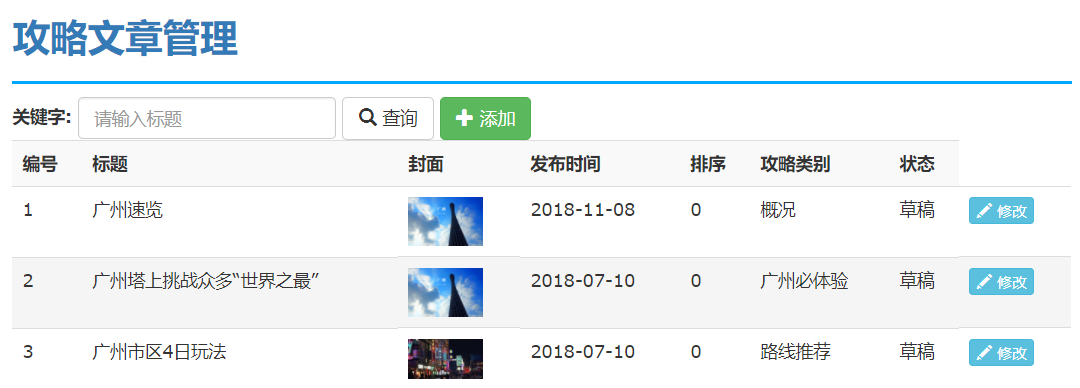 攻略文章管理
关键字: 请输入标题 查询 添加
编号 标题 封面 发布时间 排序 攻略类别 状态
1 广州速览 2018-11-08 0 概况 草稿 修改
2 广州塔上挑战众多“世界之最” 2018-07-10 0 广州必体验 草稿 修改
3 广州市区4日玩法 2018-07-10 0 路线推荐 草稿 修改